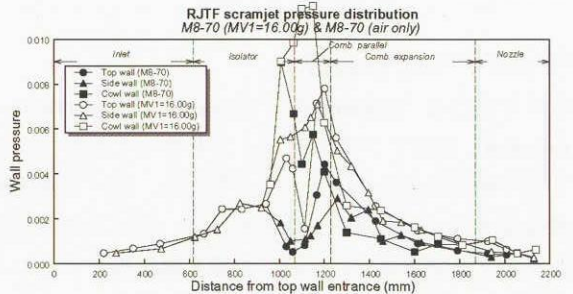 RJTF scramjet pressure distribution
M8-70 (MV1=16.00g) & M8-70 (air only)
Comb. parallel
Inlet
Isolator
Comb. expansion
Nozzle
Top wall (M8-70)
Side wall (M8-70)
Cowl wall (M8-70)
Top wall (MV1=16.00g)
Side wall (MV1=16.00g)
Cowl wall (MV1=16.00g)
Wall pressure
0.010
0.008
0.006
0.004
0.002
0.000
0 200 400 600 800 1000 1200 1400 1600 1800 2000 2200
Distance from top wall entrance (mm)